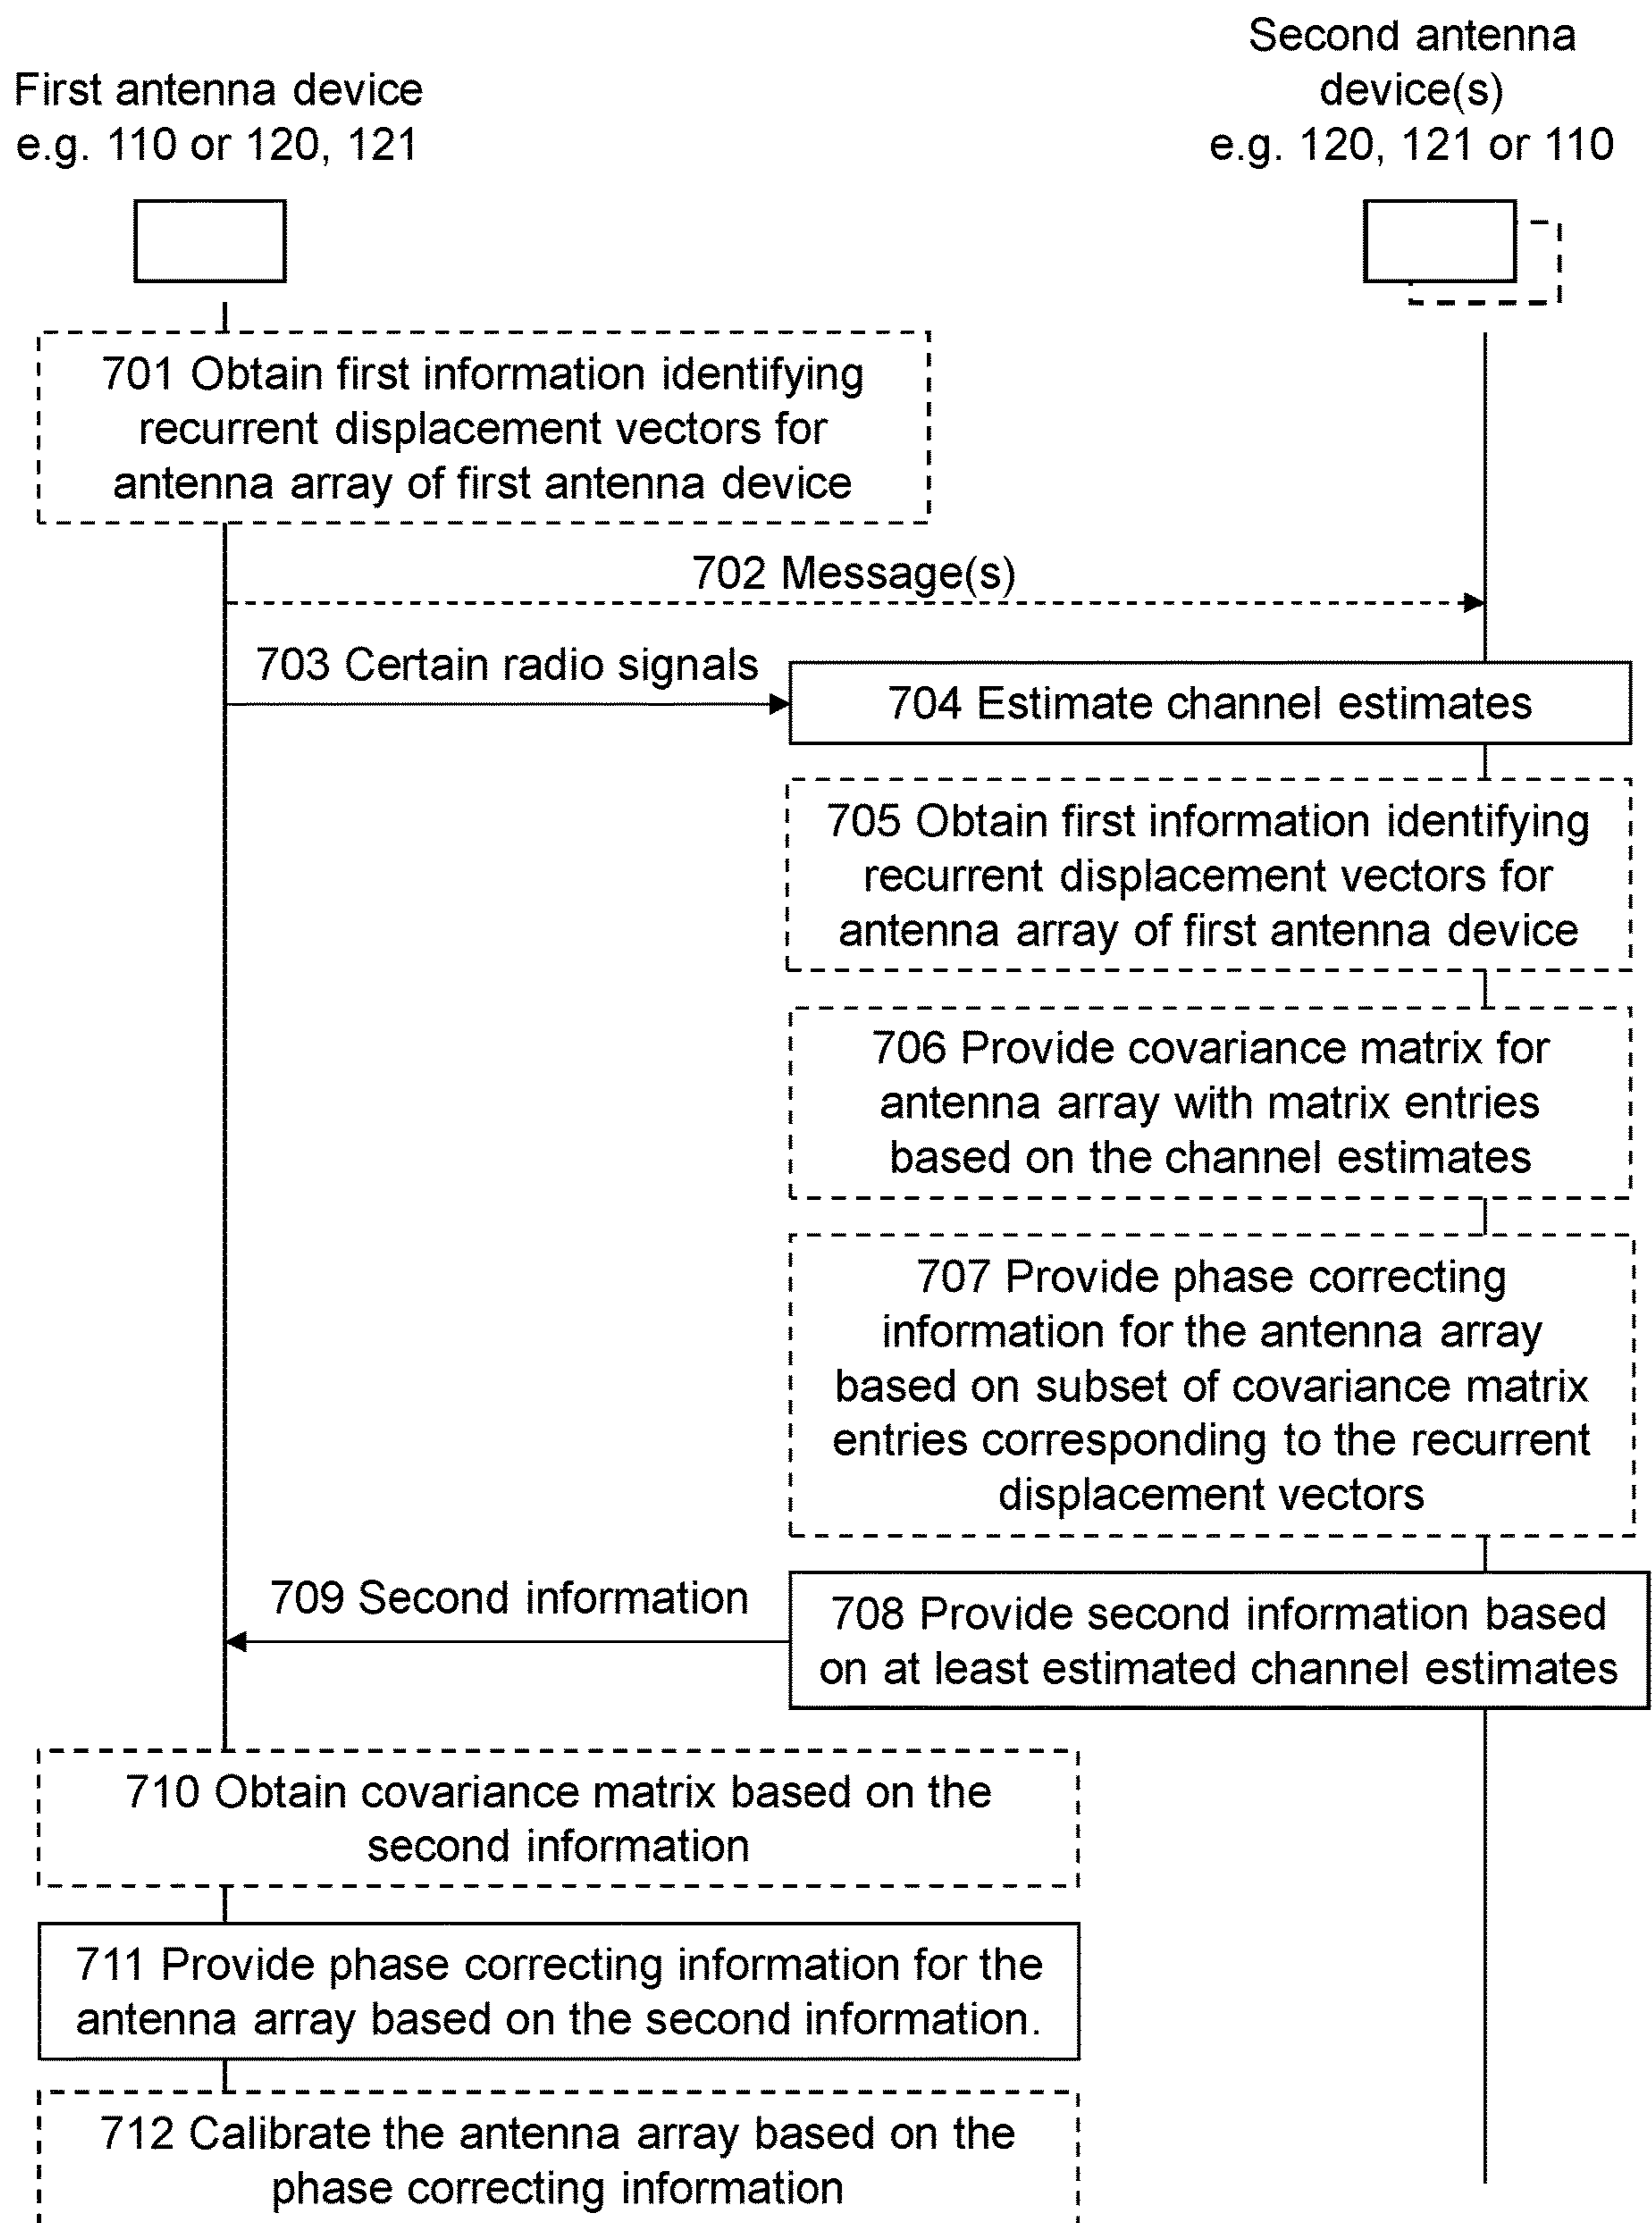 First antenna device
e.g. 110 or 120, 121
Second antenna
device(s)
e.g. 120, 121 or 110
701 Obtain first information identifying
recurrent displacement vectors for
antenna array of first antenna device
702 Message(s)
703 Certain radio signals
704 Estimate channel estimates
705 Obtain first information identifying
recurrent displacement vectors for
antenna array of first antenna device
706 Provide covariance matrix for
antenna array with matrix entries
based on the channel estimates
707 Provide phase correcting
information for the antenna array
based on subset of covariance matrix
entries corresponding to the recurrent
displacement vectors
709 Second information
708 Provide second information based
on at least estimated channel estimates
710 Obtain covariance matrix based on the
second information
711 Provide phase correcting information for the
antenna array based on the second information.
712 Calibrate the antenna array based on the
phase correcting information